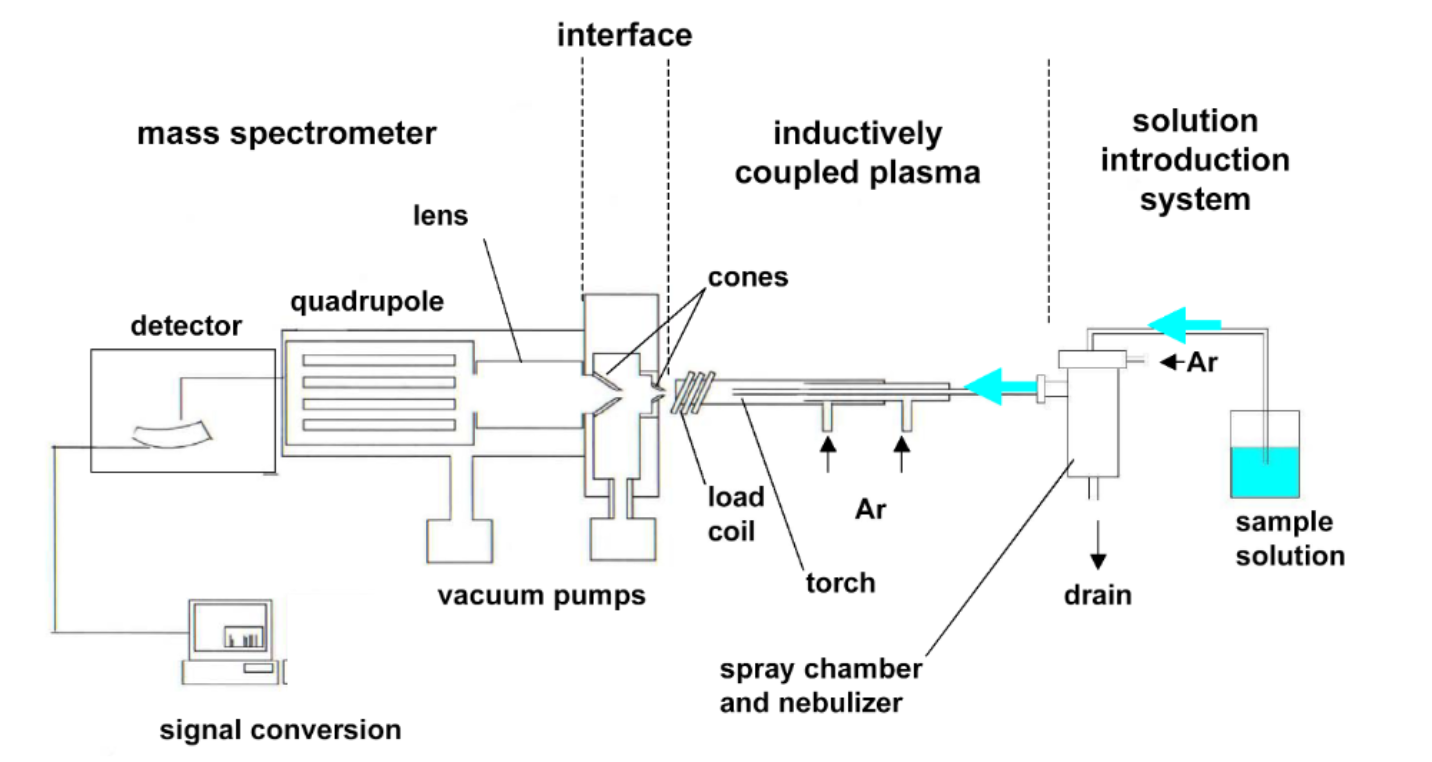 interface
mass spectrometer
inductively
coupled plasma
solution
introduction
system
lens
cones
quadrupole
detector
Ar
load
coil
Ar
torch
sample
solution
vacuum pumps
drain
spray chamber
and nebulizer
signal conversion